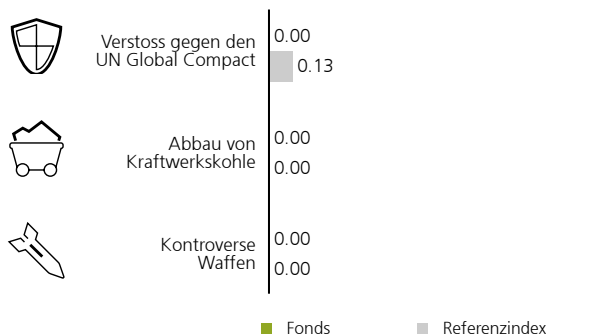 Verstoss gegen den
UN Global Compact
0.00
0.13
Abbau von
Kraftwerkskohle
0.00
0.00
Kontroverse
Waffen
0.00
0.00
Fonds
Referenzindex